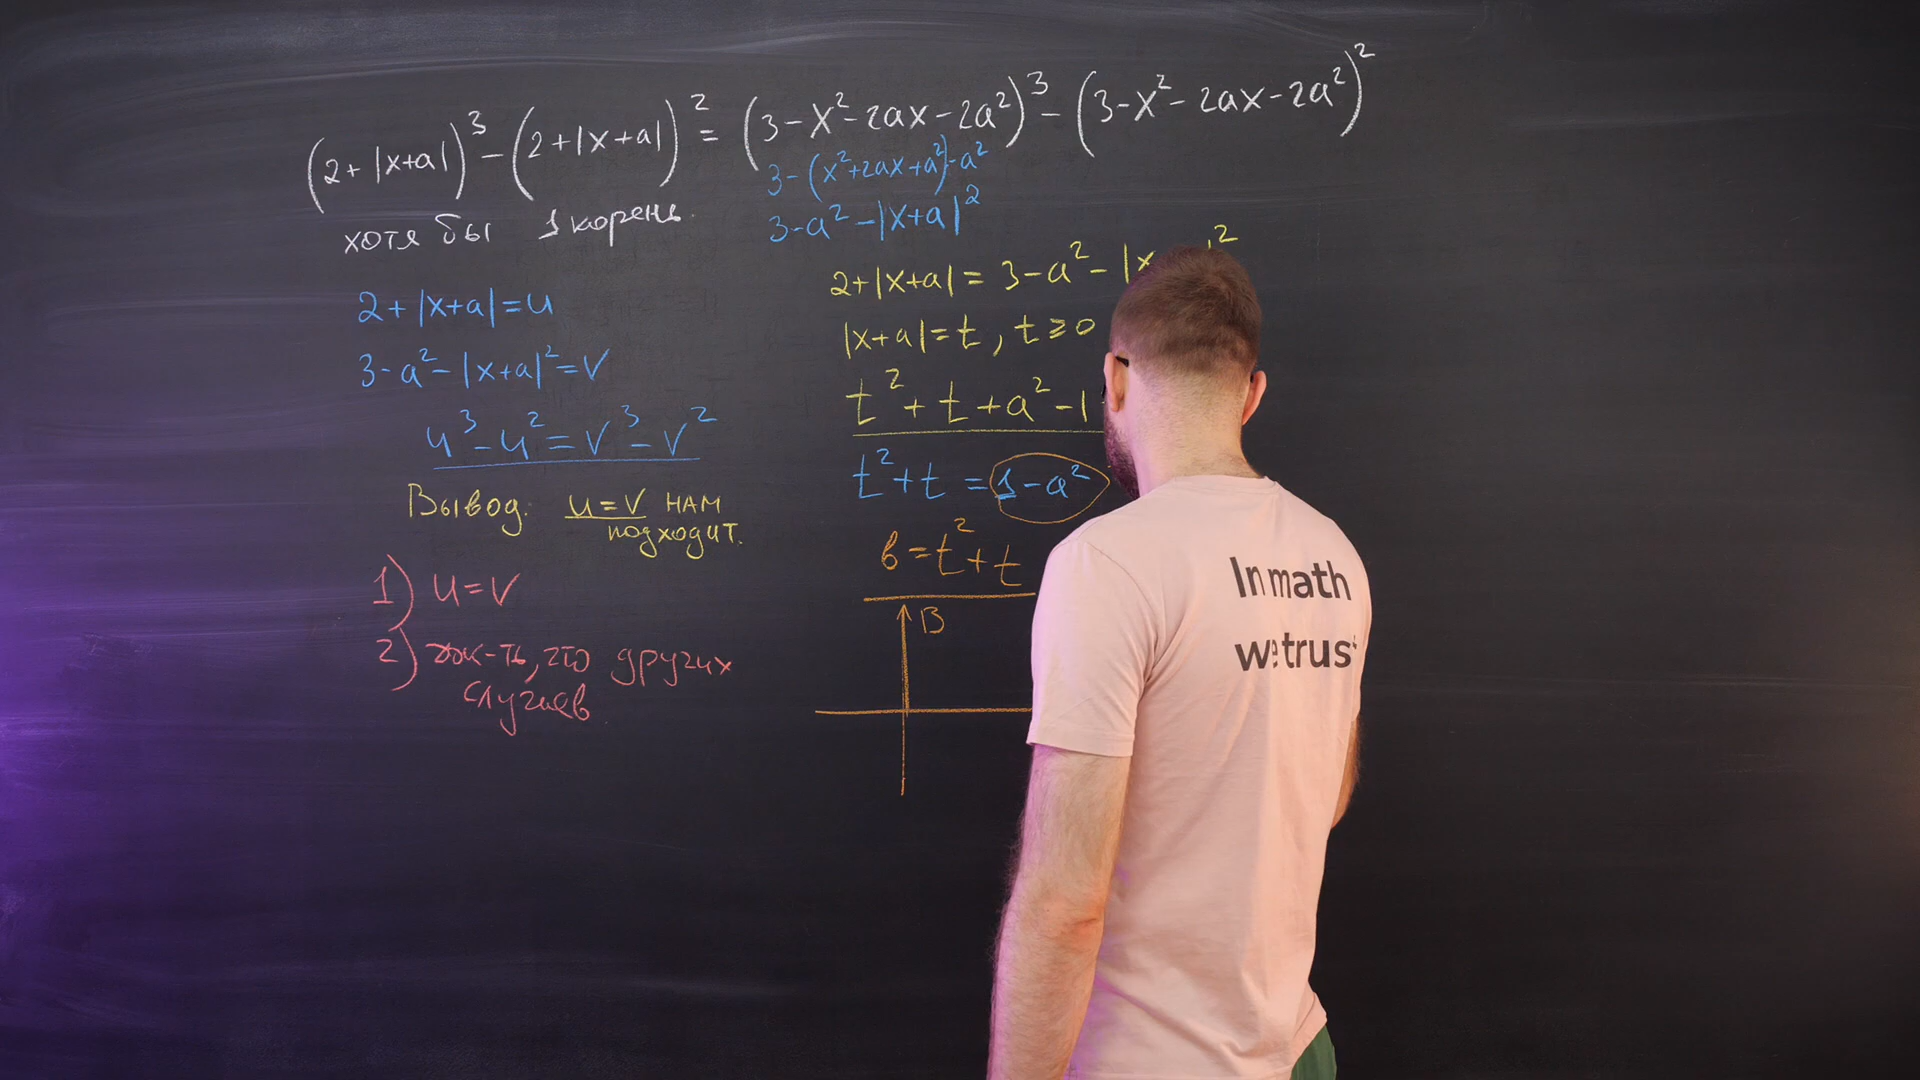 (2+|x+a|)³-(2+|x+a|)²=(3-x²-2ax-2a²)³-(3-x²-2ax-2a²)²
хотя бы 1 корень.
3-(x²+2ax+a²)-a²
3-a²-|x+a|²
2+|x+a|=u
3-a²-|x+a|²=v
u³-u²=v³-v²
Вывод: u=v нам
подходит.
1) u=v
2) док-ть, что других
случаев
2+|x+a|=3-a²-|x ²
|x+a|=t, t≥0
t²+t+a²-1
t²+t=1-a²
в=t²+t
В
In math
we trust